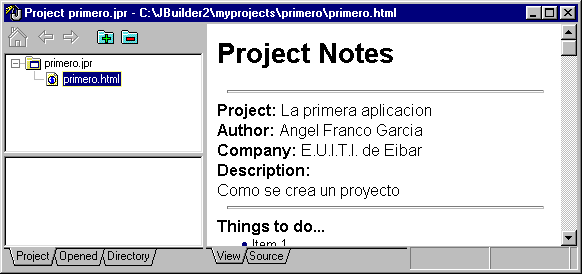 Project primero.jpr - C:\JBuilder2\myprojects\primero\primero.html
primero.jpr
primero.html
Project Notes
Project: La primera aplicacion
Author: Angel Franco Garcia
Company: E.U.I.T.I. de Eibar
Description:
Como se crea un proyecto
Things to do...
Item 1
Project Opened Directory
View Source